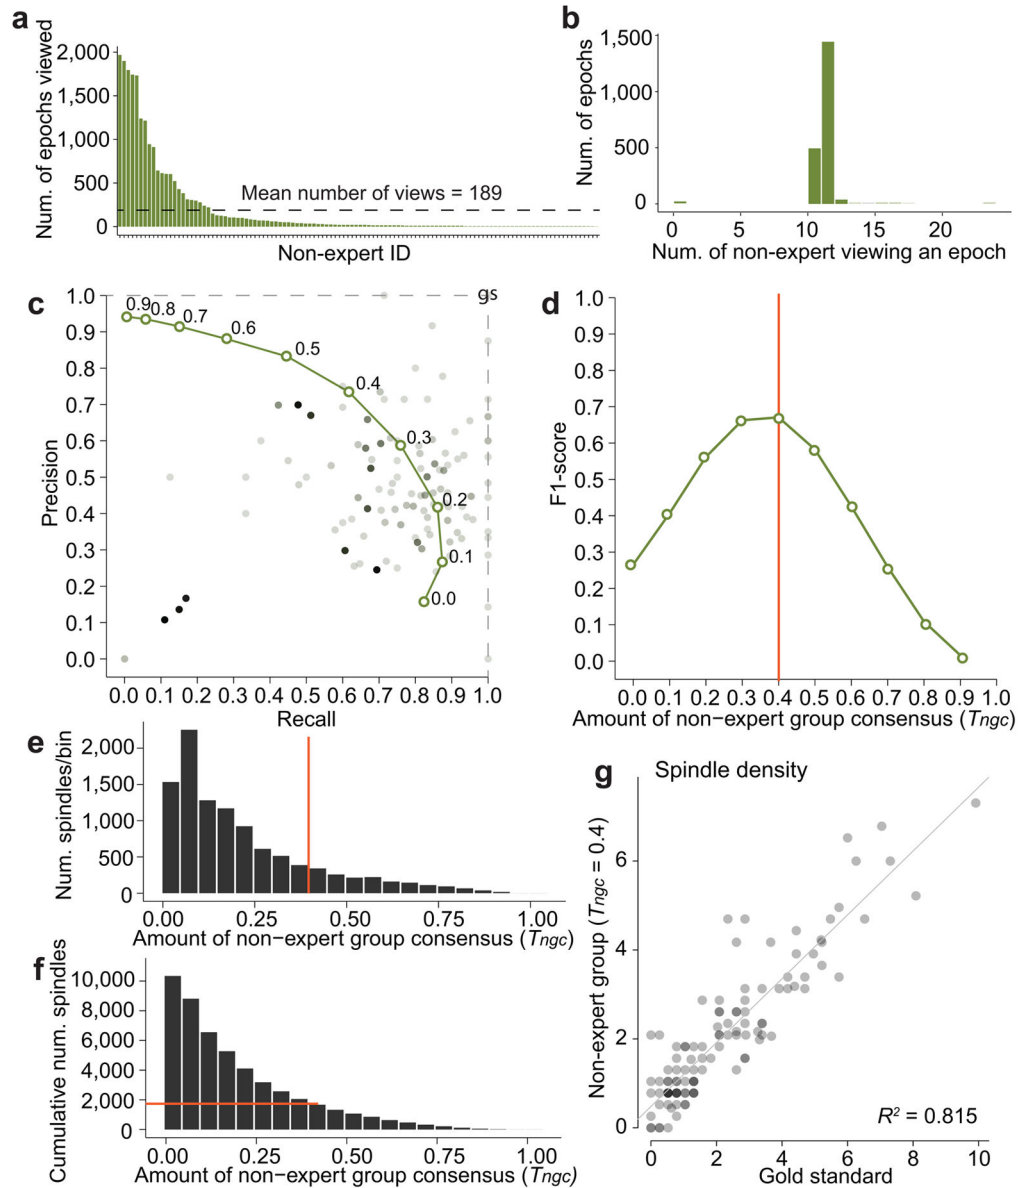 a
Num. of epochs viewed
2,000
1,500
1,000
500
0
Mean number of views = 189
Non-expert ID
b
Num. of epochs
1,500
1,000
500
0
0 5 10 15 20
Num. of non-expert viewing an epoch
c
Precision
1.0
0.9
0.8
0.7
0.6
0.5
0.4
0.3
0.2
0.1
0.0
gs
0.9
0.8
0.7
0.6
0.5
0.4
0.3
0.2
0.1
0.0
0.0 0.1 0.2 0.3 0.4 0.5 0.6 0.7 0.8 0.9 1.0
Recall
d
F1-score
1.0
0.9
0.8
0.7
0.6
0.5
0.4
0.3
0.2
0.1
0.0
0.0 0.1 0.2 0.3 0.4 0.5 0.6 0.7 0.8 0.9 1.0
Amount of non−expert group consensus (Tngc)
e
Num. spindles/bin
2,000
1,500
1,000
500
0
0.00 0.25 0.50 0.75 1.00
Amount of non−expert group consensus (Tngc)
f
Cumulative num. spindles
10,000
8,000
6,000
4,000
2,000
0
0.00 0.25 0.50 0.75 1.00
Amount of non−expert group consensus (Tngc)
g
Spindle density
Non−expert group (Tngc = 0.4)
6
4
2
0
R² = 0.815
0 2 4 6 8 10
Gold standard